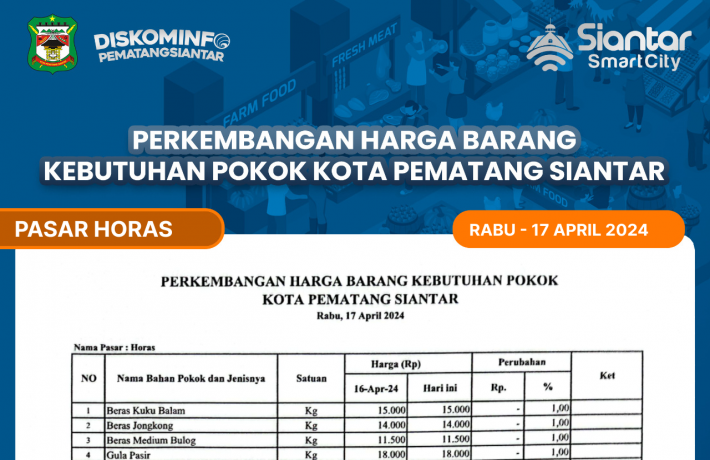 DISKOMINFO
PEMATANGSIANTAR
Siantar
SmartCity
FARM FOOD
FRESH MEAT
FARM FOOD
PERKEMBANGAN HARGA BARANG
KEBUTUHAN POKOK KOTA PEMATANG SIANTAR
PASAR HORAS
RABU - 17 APRIL 2024
PERKEMBANGAN HARGA BARANG KEBUTUHAN POKOK
KOTA PEMATANG SIANTAR
Rabu, 17 April 2024
Nama Pasar : Horas
NO Nama Bahan Pokok dan Jenisnya Satuan Harga (Rp) Perubahan Ket
16-Apr-24 Hari ini Rp. %
1 Beras Kuku Balam Kg 15.000 15.000 - 1,00
2 Beras Jongkong Kg 14.000 14.000 - 1,00
3 Beras Medium Bulog Kg 11.500 11.500 - 1,00
4 Gula Pasir Kg 18.000 18.000 - 1,00